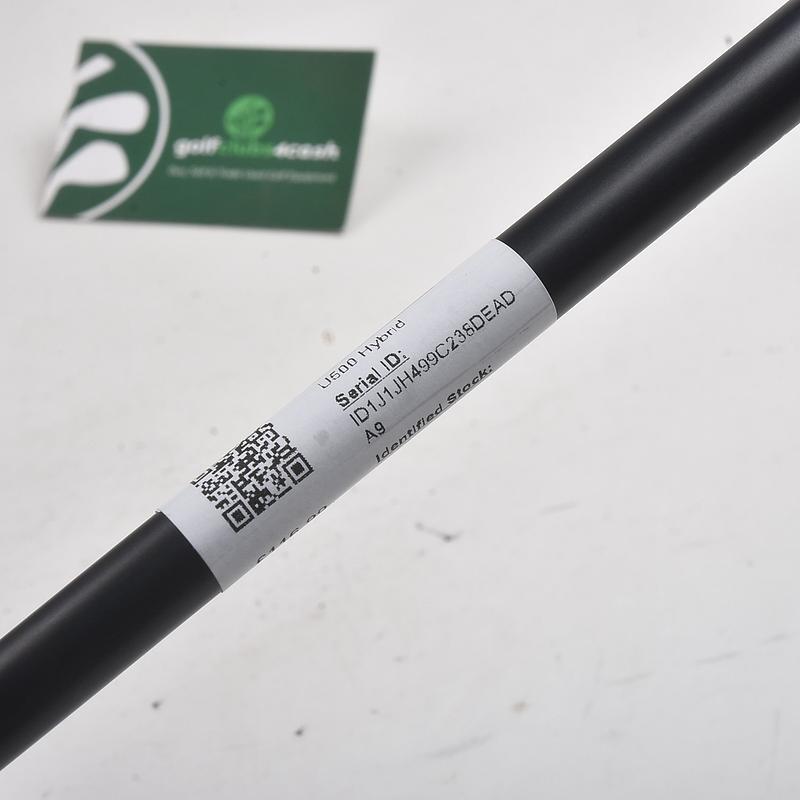 golfclubs4cash
U500 Hybrid
Serial ID:
ID1J1JH499C238DEAD
A9
Identified Stock: